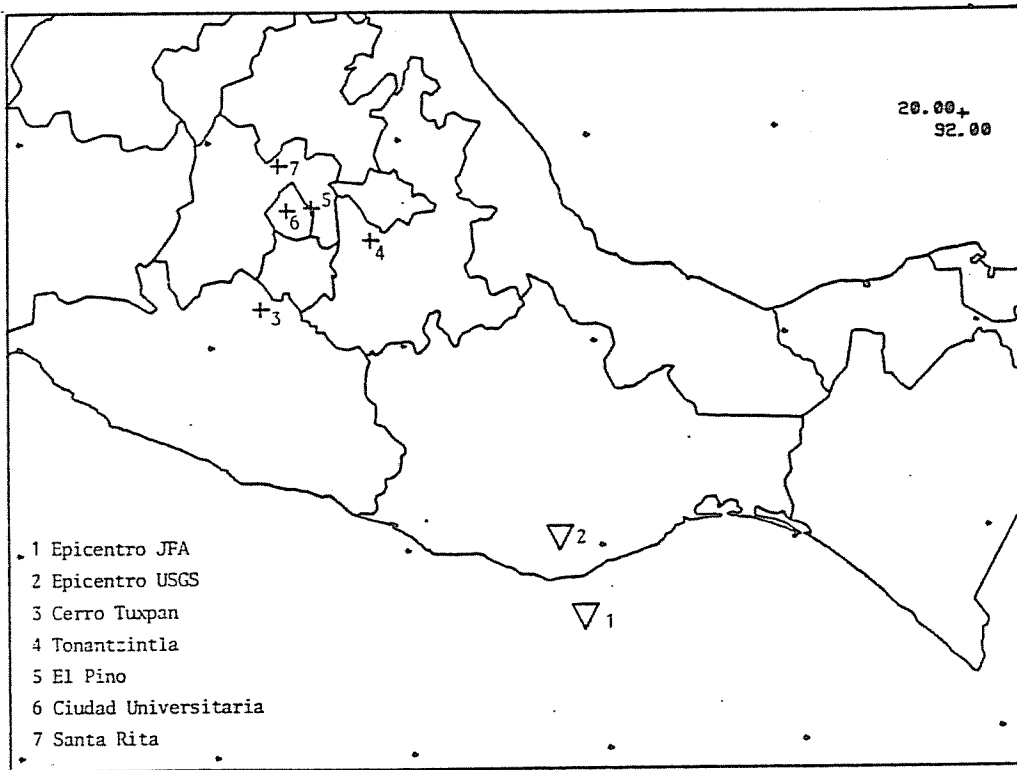 20.00+
92.00
7
5
6
4
3
2
1
1 Epicentro JFA
2 Epicentro USGS
3 Cerro Tuxpan
4 Tonantzintla
5 El Pino
6 Ciudad Universitaria
7 Santa Rita